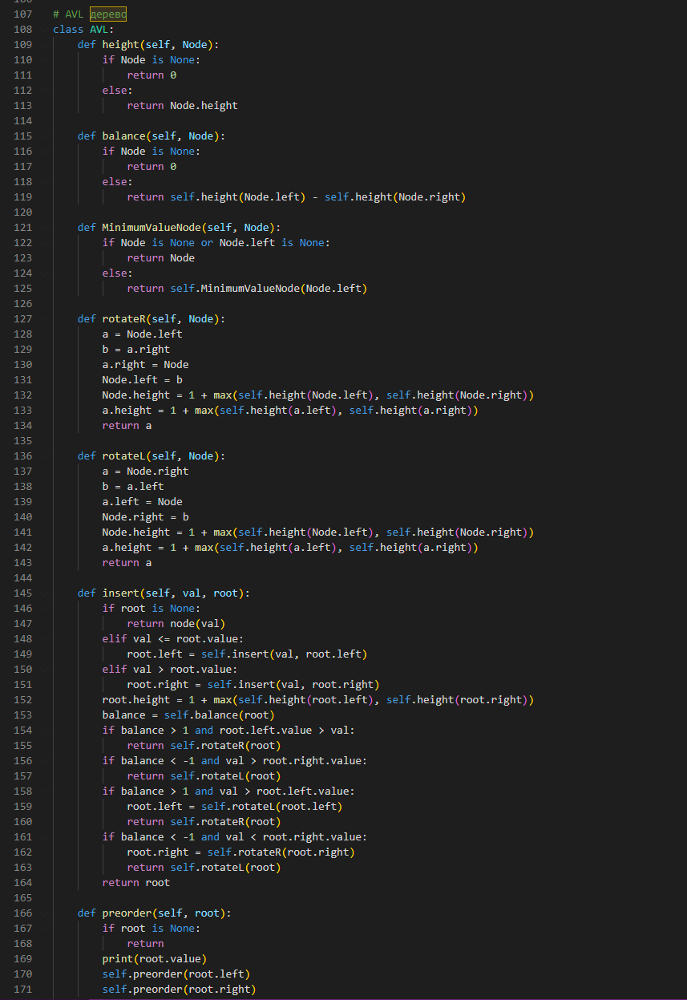 107 # AVL дерево
108 class AVL:
109     def height(self, Node):
110         if Node is None:
111             return 0
112         else:
113             return Node.height
114
115     def balance(self, Node):
116         if Node is None:
117             return 0
118         else:
119             return self.height(Node.left) - self.height(Node.right)
120
121     def MinimumValueNode(self, Node):
122         if Node is None or Node.left is None:
123             return Node
124         else:
125             return self.MinimumValueNode(Node.left)
126
127     def rotateR(self, Node):
128         a = Node.left
129         b = a.right
130         a.right = Node
131         Node.left = b
132         Node.height = 1 + max(self.height(Node.left), self.height(Node.right))
133         a.height = 1 + max(self.height(a.left), self.height(a.right))
134         return a
135
136     def rotateL(self, Node):
137         a = Node.right
138         b = a.left
139         a.left = Node
140         Node.right = b
141         Node.height = 1 + max(self.height(Node.left), self.height(Node.right))
142         a.height = 1 + max(self.height(a.left), self.height(a.right))
143         return a
144
145     def insert(self, val, root):
146         if root is None:
147             return node(val)
148         elif val <= root.value:
149             root.left = self.insert(val, root.left)
150         elif val > root.value:
151             root.right = self.insert(val, root.right)
152         root.height = 1 + max(self.height(root.left), self.height(root.right))
153         balance = self.balance(root)
154         if balance > 1 and root.left.value > val:
155             return self.rotateR(root)
156         if balance < -1 and val > root.right.value:
157             return self.rotateL(root)
158         if balance > 1 and val > root.left.value:
159             root.left = self.rotateL(root.left)
160             return self.rotateR(root)
161         if balance < -1 and val < root.right.value:
162             root.right = self.rotateR(root.right)
163             return self.rotateL(root)
164         return root
165
166     def preorder(self, root):
167         if root is None:
168             return
169         print(root.value)
170         self.preorder(root.left)
171         self.preorder(root.right)